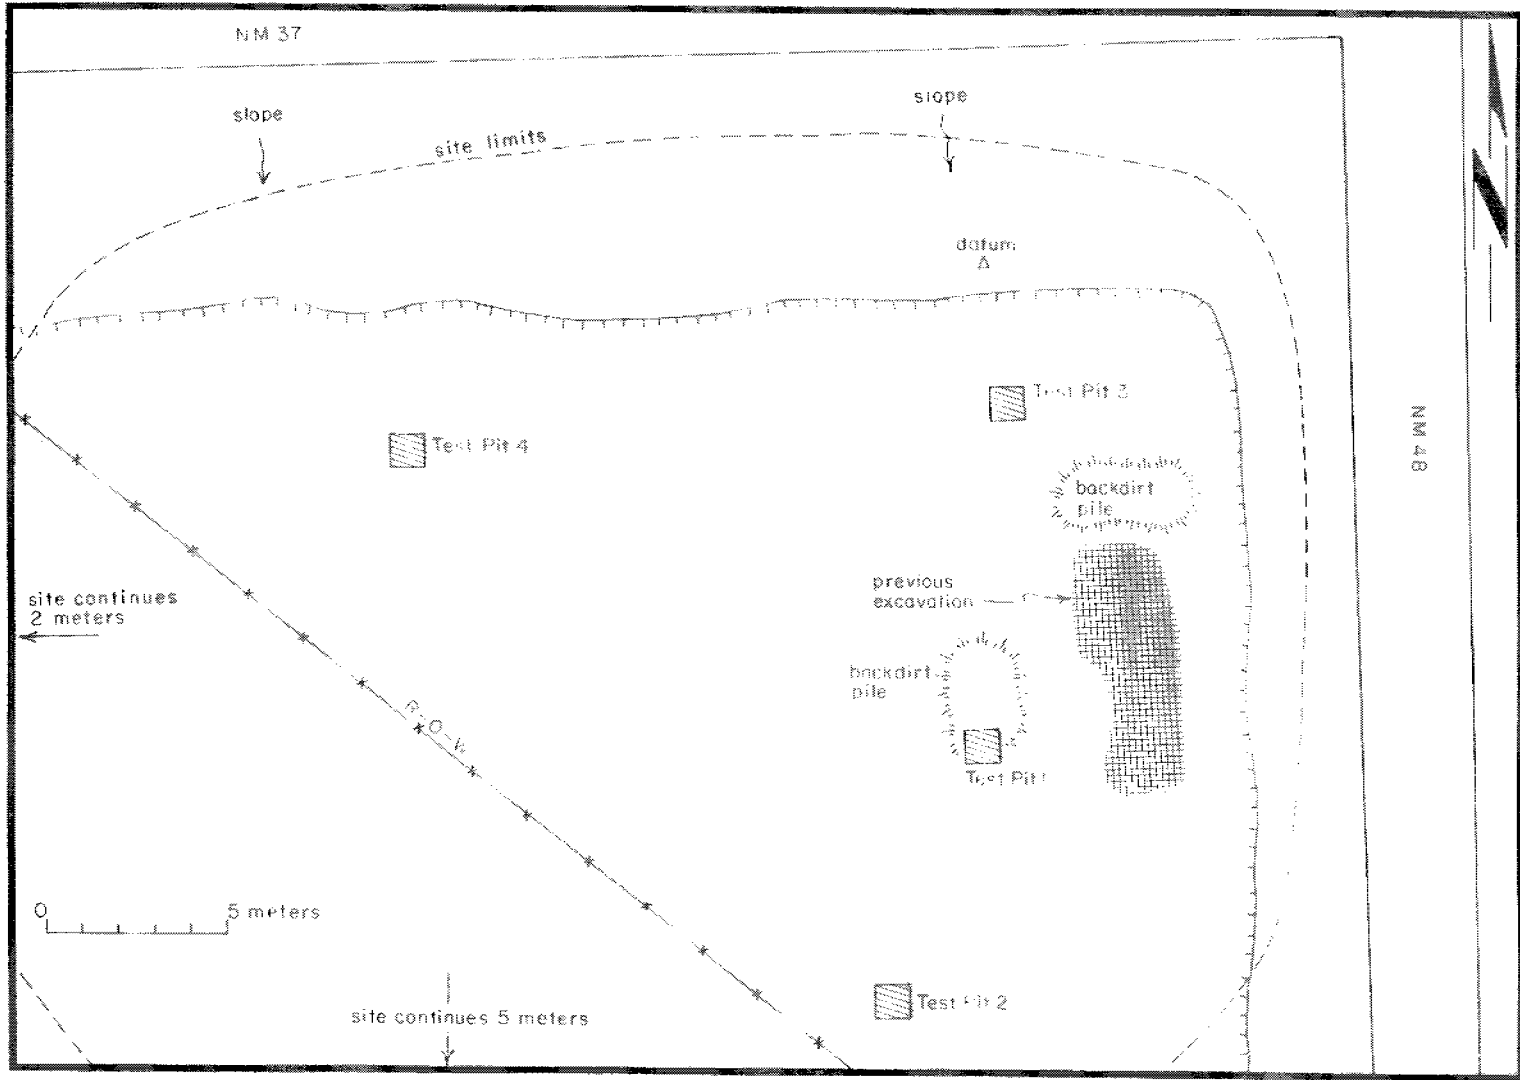 NM 37
slope
slope
site limits
datum
Test Pit 3
Test Pit 4
backdirt
pile
NM 48
previous
excavation
site continues
2 meters
backdirt
pile
R-O-W
Test Pit 1
0
5 meters
Test Pit 2
site continues 5 meters
N